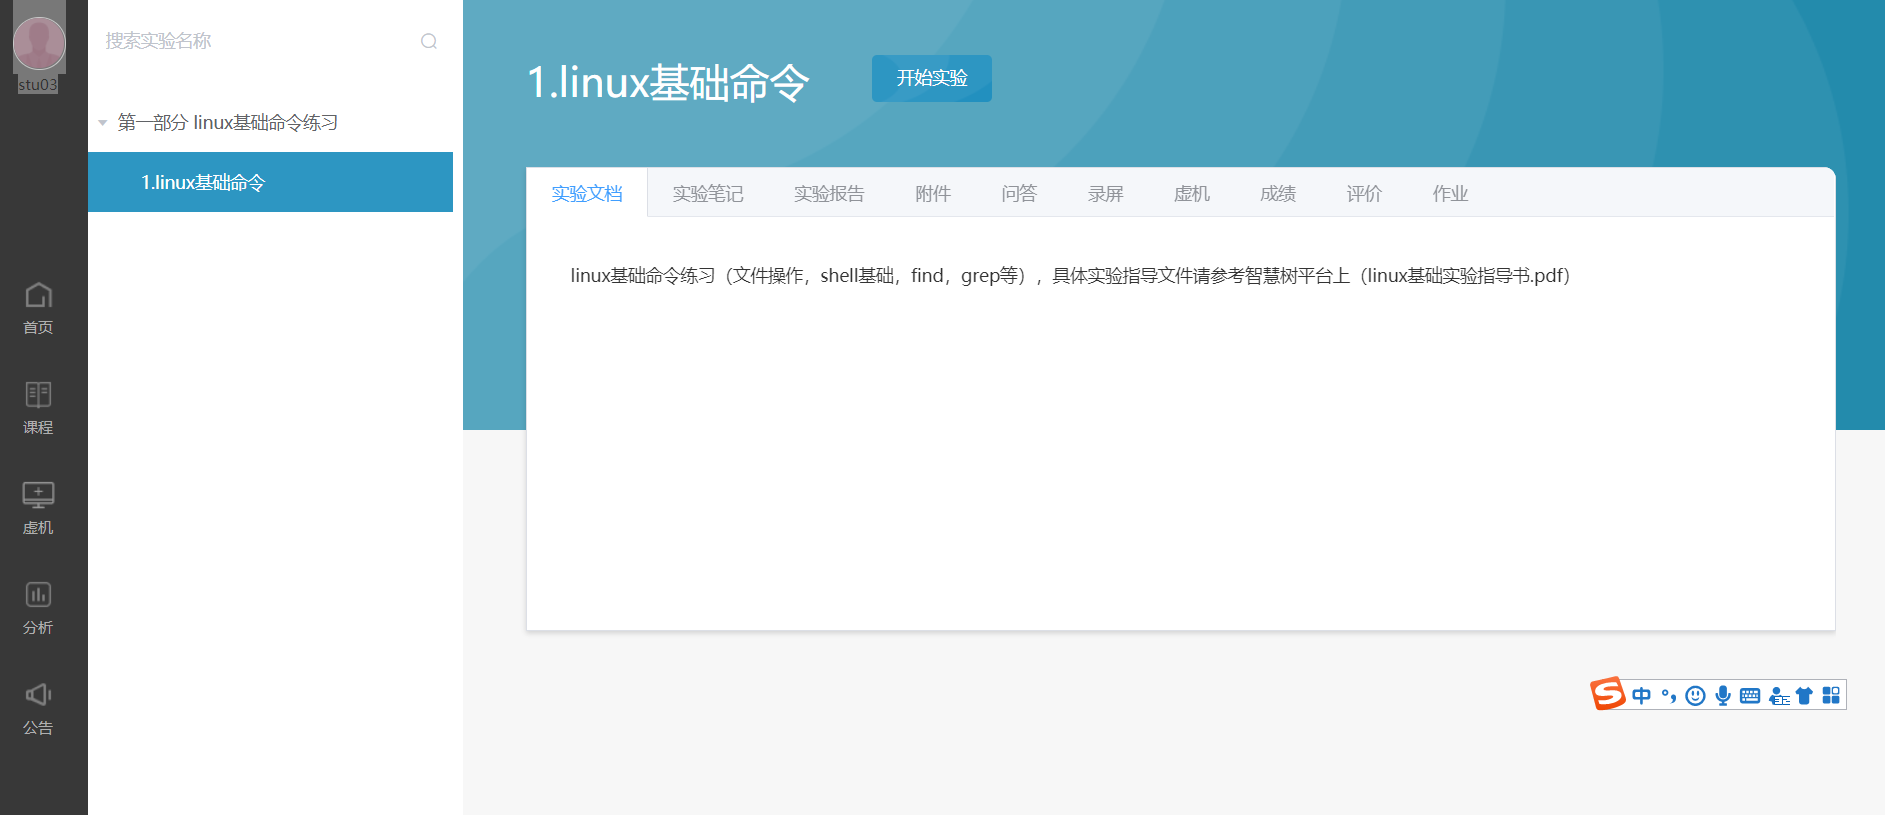 stu03
首页
课程
虚机
分析
公告
搜索实验名称
第一部分 linux基础命令练习
1.linux基础命令
1.linux基础命令
开始实验
实验文档 实验笔记 实验报告 附件 问答 录屏 虚机 成绩 评价 作业
linux基础命令练习（文件操作，shell基础，find，grep等），具体实验指导文件请参考智慧树平台上（linux基础实验指导书.pdf）
S 中